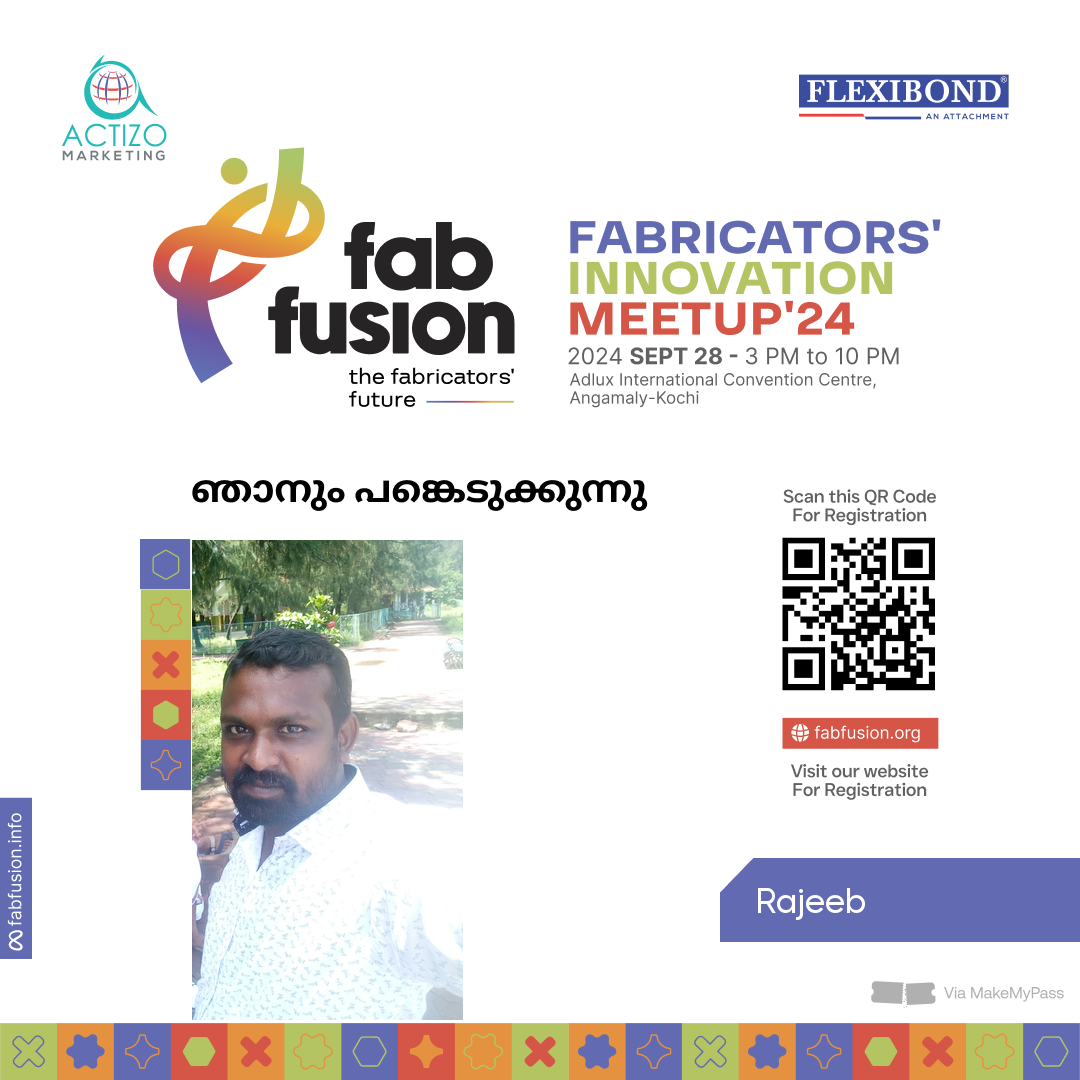 ACTIZO
MARKETING
FLEXIBOND®
AN ATTACHMENT
fab
fusion
the fabricators'
future
FABRICATORS'
INNOVATION
MEETUP'24
2024 SEPT 28 - 3 PM to 10 PM
Adlux International Convention Centre,
Angamaly-Kochi
ഞാനും പങ്കെടുക്കുന്നു
Scan this QR Code
For Registration
fabfusion.org
Visit our website
For Registration
fabfusion.info
Rajeeb
Via MakeMyPass